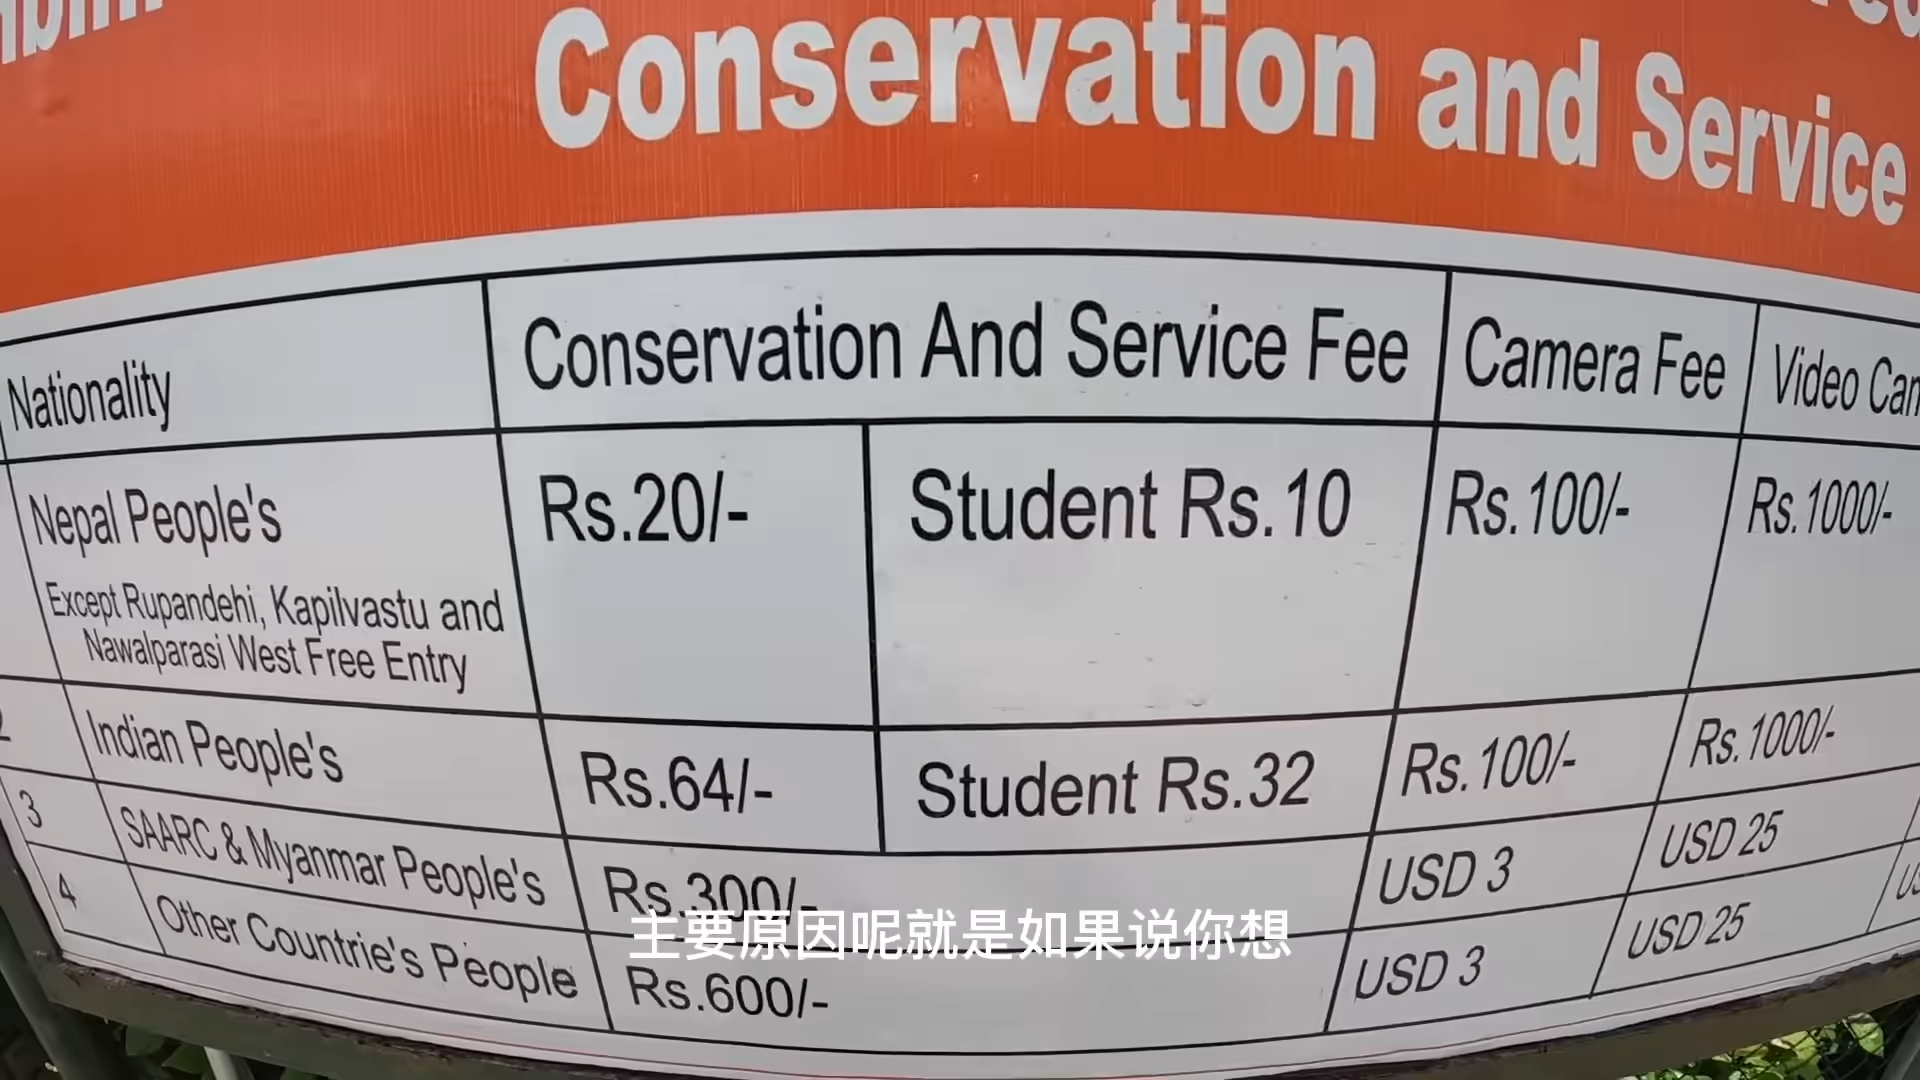 Conservation and Service
Nationality
Conservation And Service Fee
Camera Fee
Video
Nepal People's
Except Rupandehi, Kapilvastu and
Nawalparasi West Free Entry
Rs.20/-
Student Rs.10
Rs.100/-
Rs.1000/-
Indian People's
Rs.64/-
Student Rs.32
Rs.100/-
Rs.1000/-
3
SAARC & Myanmar People's
Rs.300/-
USD 3
USD 25
4
Other Countrie's People
Rs.600/-
USD 3
USD 25
主要原因呢就是如果说你想